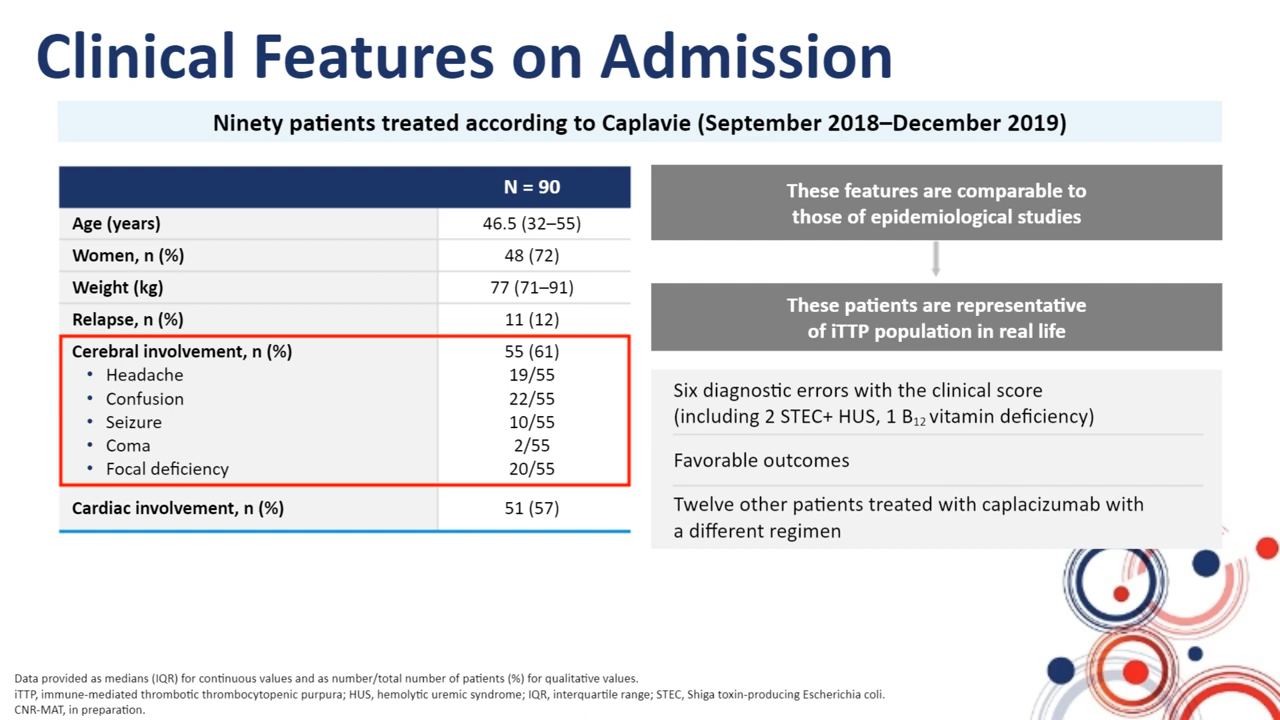 Clinical Features on Admission
Ninety patients treated according to Caplavie (September 2018–December 2019)
N = 90
Age (years) 46.5 (32–55)
Women, n (%) 48 (72)
Weight (kg) 77 (71–91)
Relapse, n (%) 11 (12)
Cerebral involvement, n (%) 55 (61)
• Headache 19/55
• Confusion 22/55
• Seizure 10/55
• Coma 2/55
• Focal deficiency 20/55
Cardiac involvement, n (%) 51 (57)
These features are comparable to
those of epidemiological studies
These patients are representative
of iTTP population in real life
Six diagnostic errors with the clinical score
(including 2 STEC+ HUS, 1 B₁₂ vitamin deficiency)
Favorable outcomes
Twelve other patients treated with caplacizumab with
a different regimen
Data provided as medians (IQR) for continuous values and as number/total number of patients (%) for qualitative values.
iTTP, immune-mediated thrombotic thrombocytopenic purpura; HUS, hemolytic uremic syndrome; IQR, interquartile range; STEC, Shiga toxin-producing Escherichia coli.
CNR-MAT, in preparation.